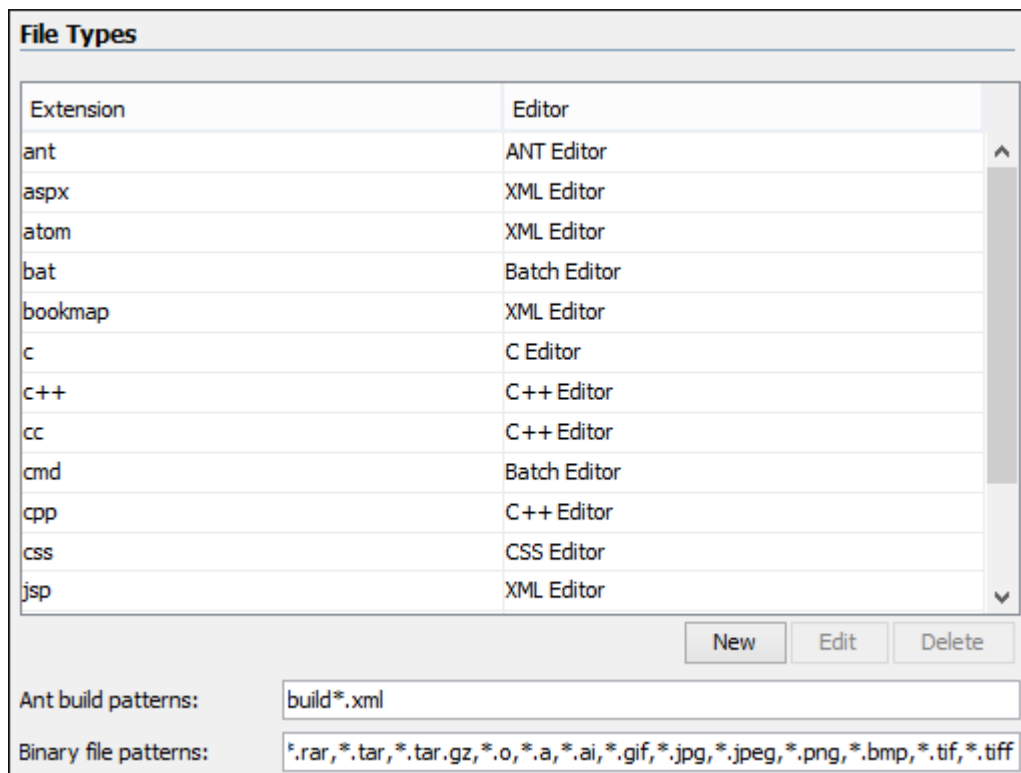 File Types
Extension Editor
ant ANT Editor
aspx XML Editor
atom XML Editor
bat Batch Editor
bookmap XML Editor
c C Editor
c++ C++ Editor
cc C++ Editor
cmd Batch Editor
cpp C++ Editor
css CSS Editor
jsp XML Editor
New Edit Delete
Ant build patterns: build*.xml
Binary file patterns: *.rar,*.tar,*.tar.gz,*.o,*.a,*.ai,*.gif,*.jpg,*.jpeg,*.png,*.bmp,*.tif,*.tiff